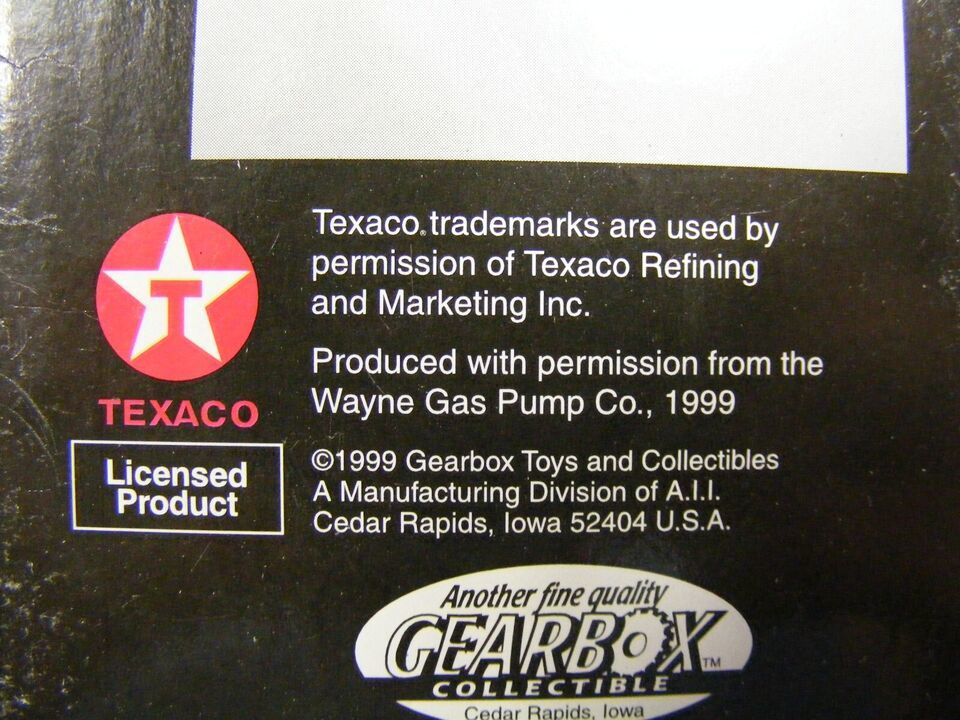 Texaco® trademarks are used by
permission of Texaco Refining
and Marketing Inc.
Produced with permission from the
Wayne Gas Pump Co., 1999
©1999 Gearbox Toys and Collectibles
A Manufacturing Division of A.I.I.
Cedar Rapids, Iowa 52404 U.S.A.
T
TEXACO
Licensed
Product
Another fine quality
GEARBOX™
COLLECTIBLE
Cedar Rapids, Iowa